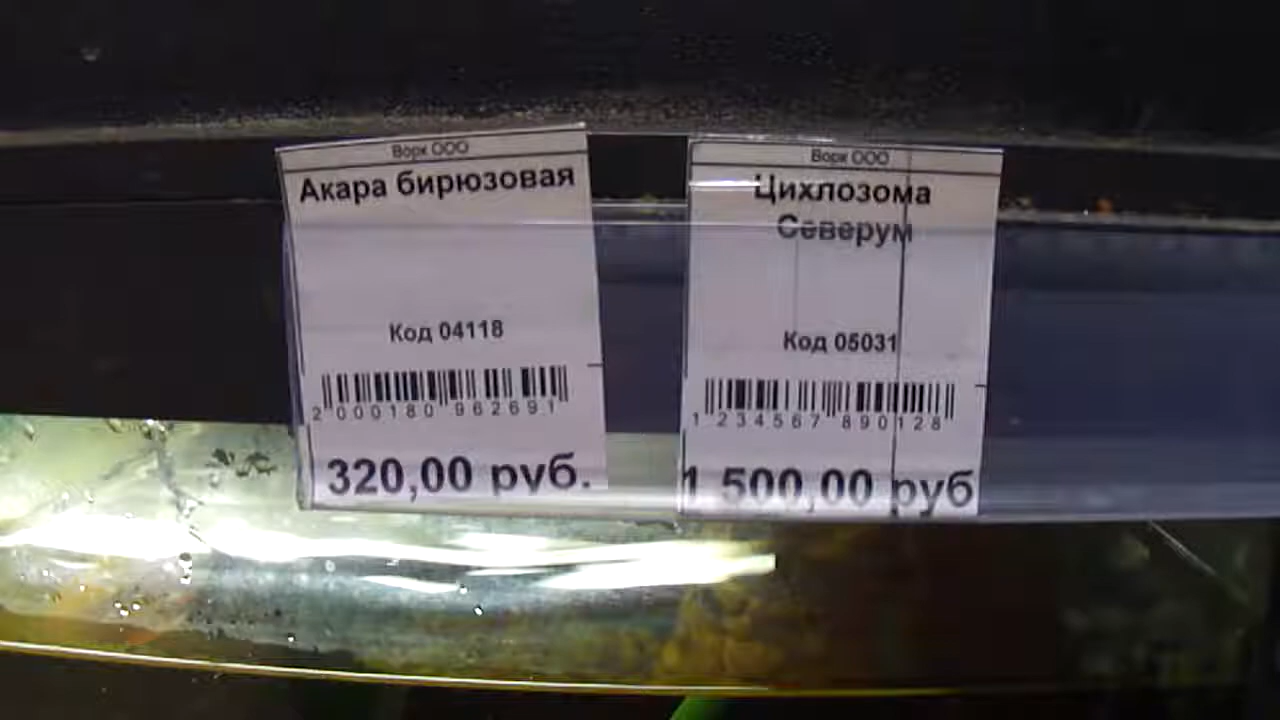 Ворк ООО
Акара бирюзовая
Код 04118
2 000180 962691
320,00 руб.
Ворк ООО
Цихлозома
Северум
Код 05031
1 234567 890128
1 500,00 руб